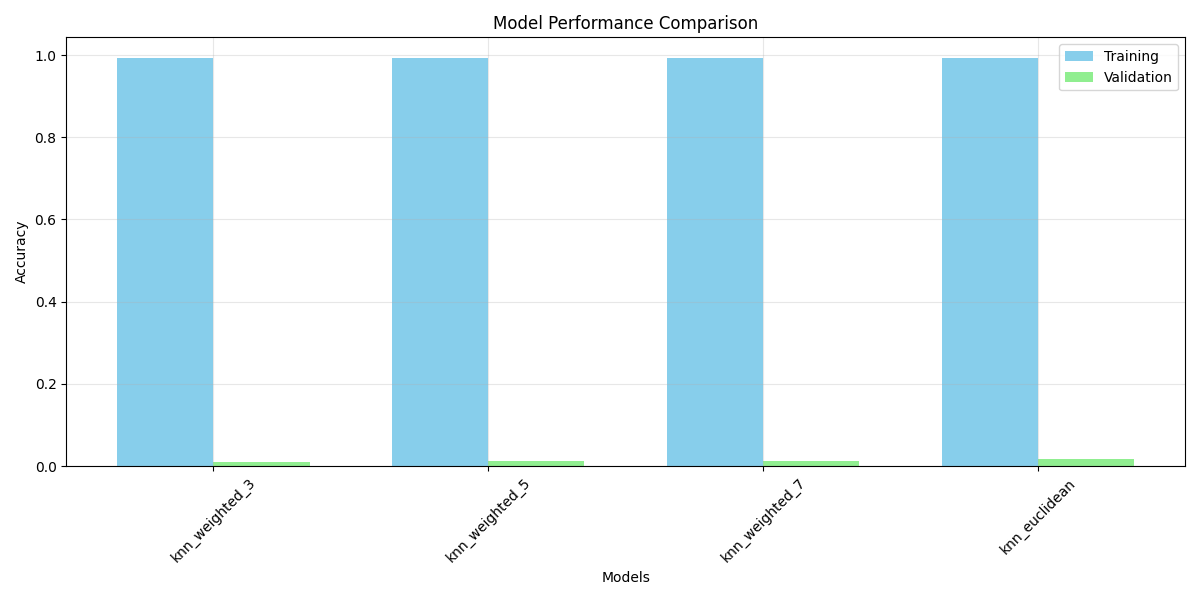 Model Performance Comparison
Training
Validation
1.0
0.8
0.6
0.4
0.2
0.0
Accuracy
knn_weighted_3
knn_weighted_5
knn_weighted_7
knn_euclidean
Models